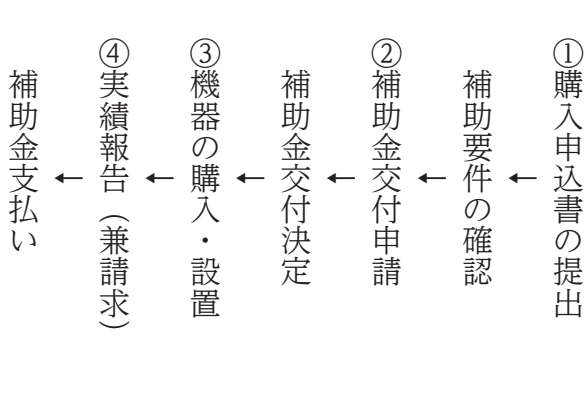 ①購入申込書の提出
←
補助要件の確認
←
②補助金交付申請
←
補助金交付決定
←
③機器の購入・設置
←
④実績報告（兼請求）
←
補助金支払い